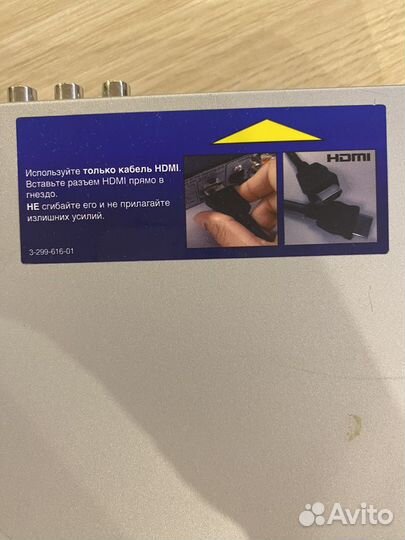 Используйте только кабель HDMI.
Вставьте разъем HDMI прямо в
гнездо.
НЕ сгибайте его и не прилагайте
излишних усилий.
3-299-616-01
HDMI
Avito